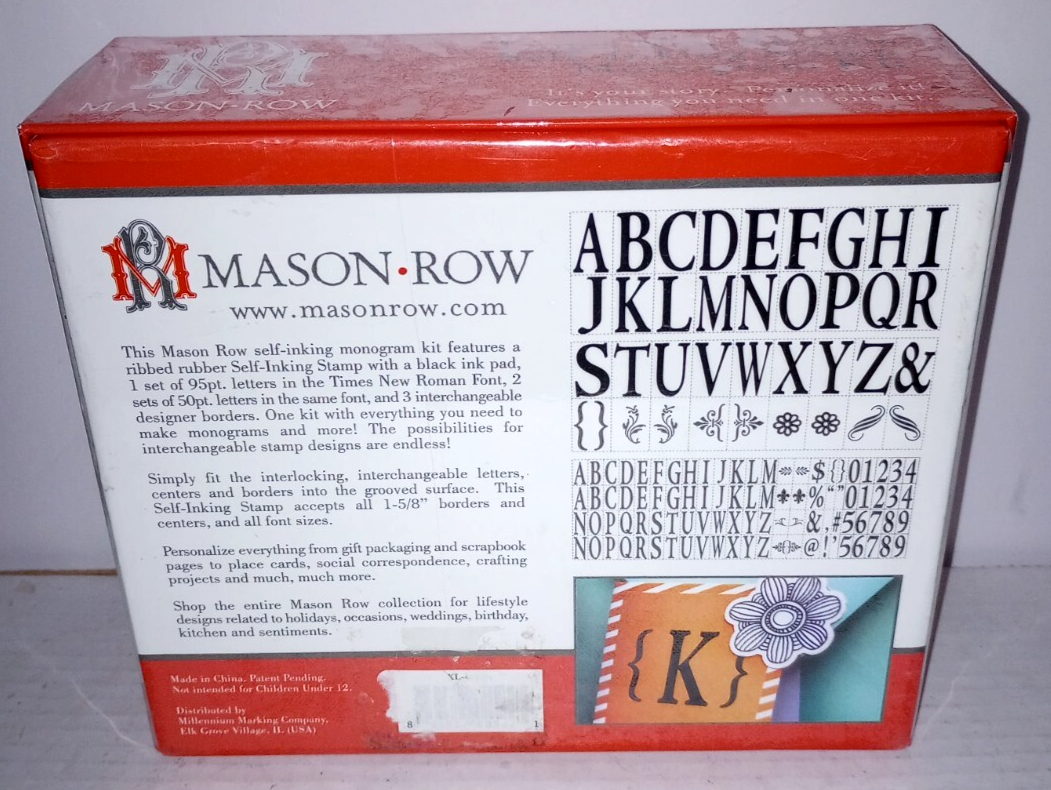 MASON·ROW
It's your story. Personalize it!
Everything you need in one kit.
MASON·ROW
www.masonrow.com
This Mason Row self-inking monogram kit features a
ribbed rubber Self-Inking Stamp with a black ink pad,
1 set of 95pt. letters in the Times New Roman Font, 2
sets of 50pt. letters in the same font, and 3 interchangeable
designer borders. One kit with everything you need to
make monograms and more! The possibilities for
interchangeable stamp designs are endless!
Simply fit the interlocking, interchangeable letters,
centers and borders into the grooved surface. This
Self-Inking Stamp accepts all 1-5/8" borders and
centers, and all font sizes.
Personalize everything from gift packaging and scrapbook
pages to place cards, social correspondence, crafting
projects and much, much more.
Shop the entire Mason Row collection for lifestyle
designs related to holidays, occasions, weddings, birthday,
kitchen and sentiments.
Made in China. Patent Pending.
Not intended for Children Under 12.
Distributed by
Millennium Marking Company,
Elk Grove Village, IL (USA)
XL-
8 1
ABCDEFGHI
JKLMNOPQR
STUVWXYZ&
{}
ABCDEFGHIJKLM${}01234
ABCDEFGHIJKLM%“”01234
NOPQRSTUVWXYZ&,#56789
NOPQRSTUVWXYZ@!'56789
{K}